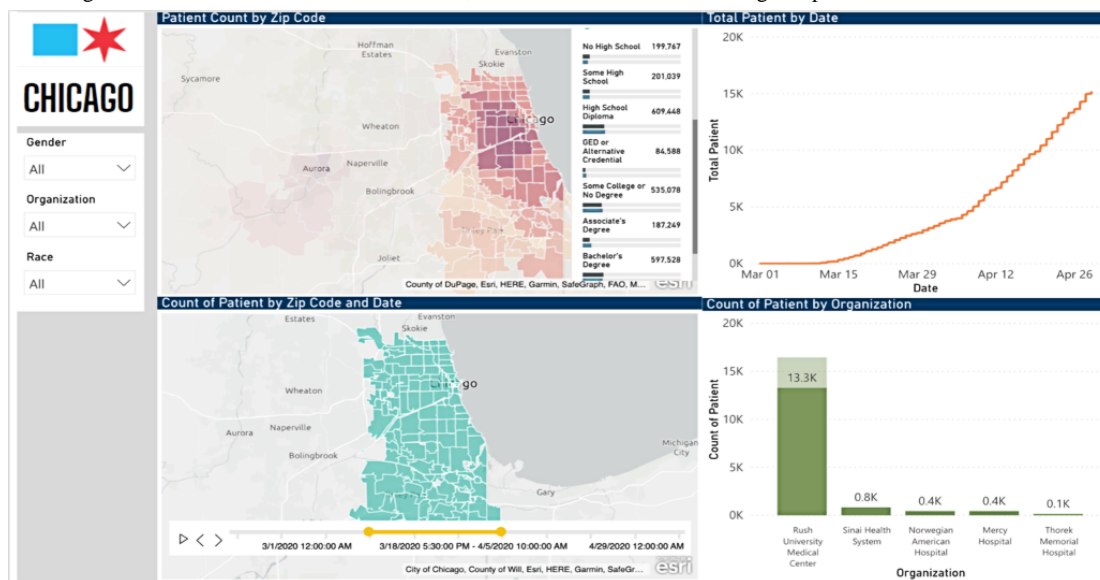 CHICAGO
Gender
All
Organization
All
Race
All
Patient Count by Zip Code
Hoffman
Estates
Evanston
Skokie
Sycamore
Chicago
Wheaton
Aurora
Naperville
Bolingbrook
Joliet
No High School 199,767
Some High
School 201,039
High School
Diploma 609,448
GED or
Alternative
Credential 84,588
Some College or
No Degree 535,078
Associate's
Degree 187,249
Bachelor's
Degree 597,528
County of DuPage, Esri, HERE, Garmin, SafeGraph, FAO, M...
esri
Total Patient by Date
20K
15K
10K
5K
0K
Total Patient
Mar 01 Mar 15 Mar 29 Apr 12 Apr 26
Date
Count of Patient by Zip Code and Date
Estates
Evanston
Skokie
go
Wheaton
Aurora
Naperville
Bolingbrook
Michigan
City
Gary
3/1/2020 12:00:00 AM 3/18/2020 5:30:00 PM - 4/5/2020 10:00:00 AM 4/29/2020 12:00:00 AM
City of Chicago, County of Will, Esri, HERE, Garmin, SafeGr...
esri
Count of Patient by Organization
20K
15K
10K
5K
0K
Count of Patient
13.3K
0.8K
0.4K
0.4K
0.1K
Rush
University
Medical
Center
Sinai Health
System
Norwegian
American
Hospital
Mercy
Hospital
Thorek
Memorial
Hospital
Organization